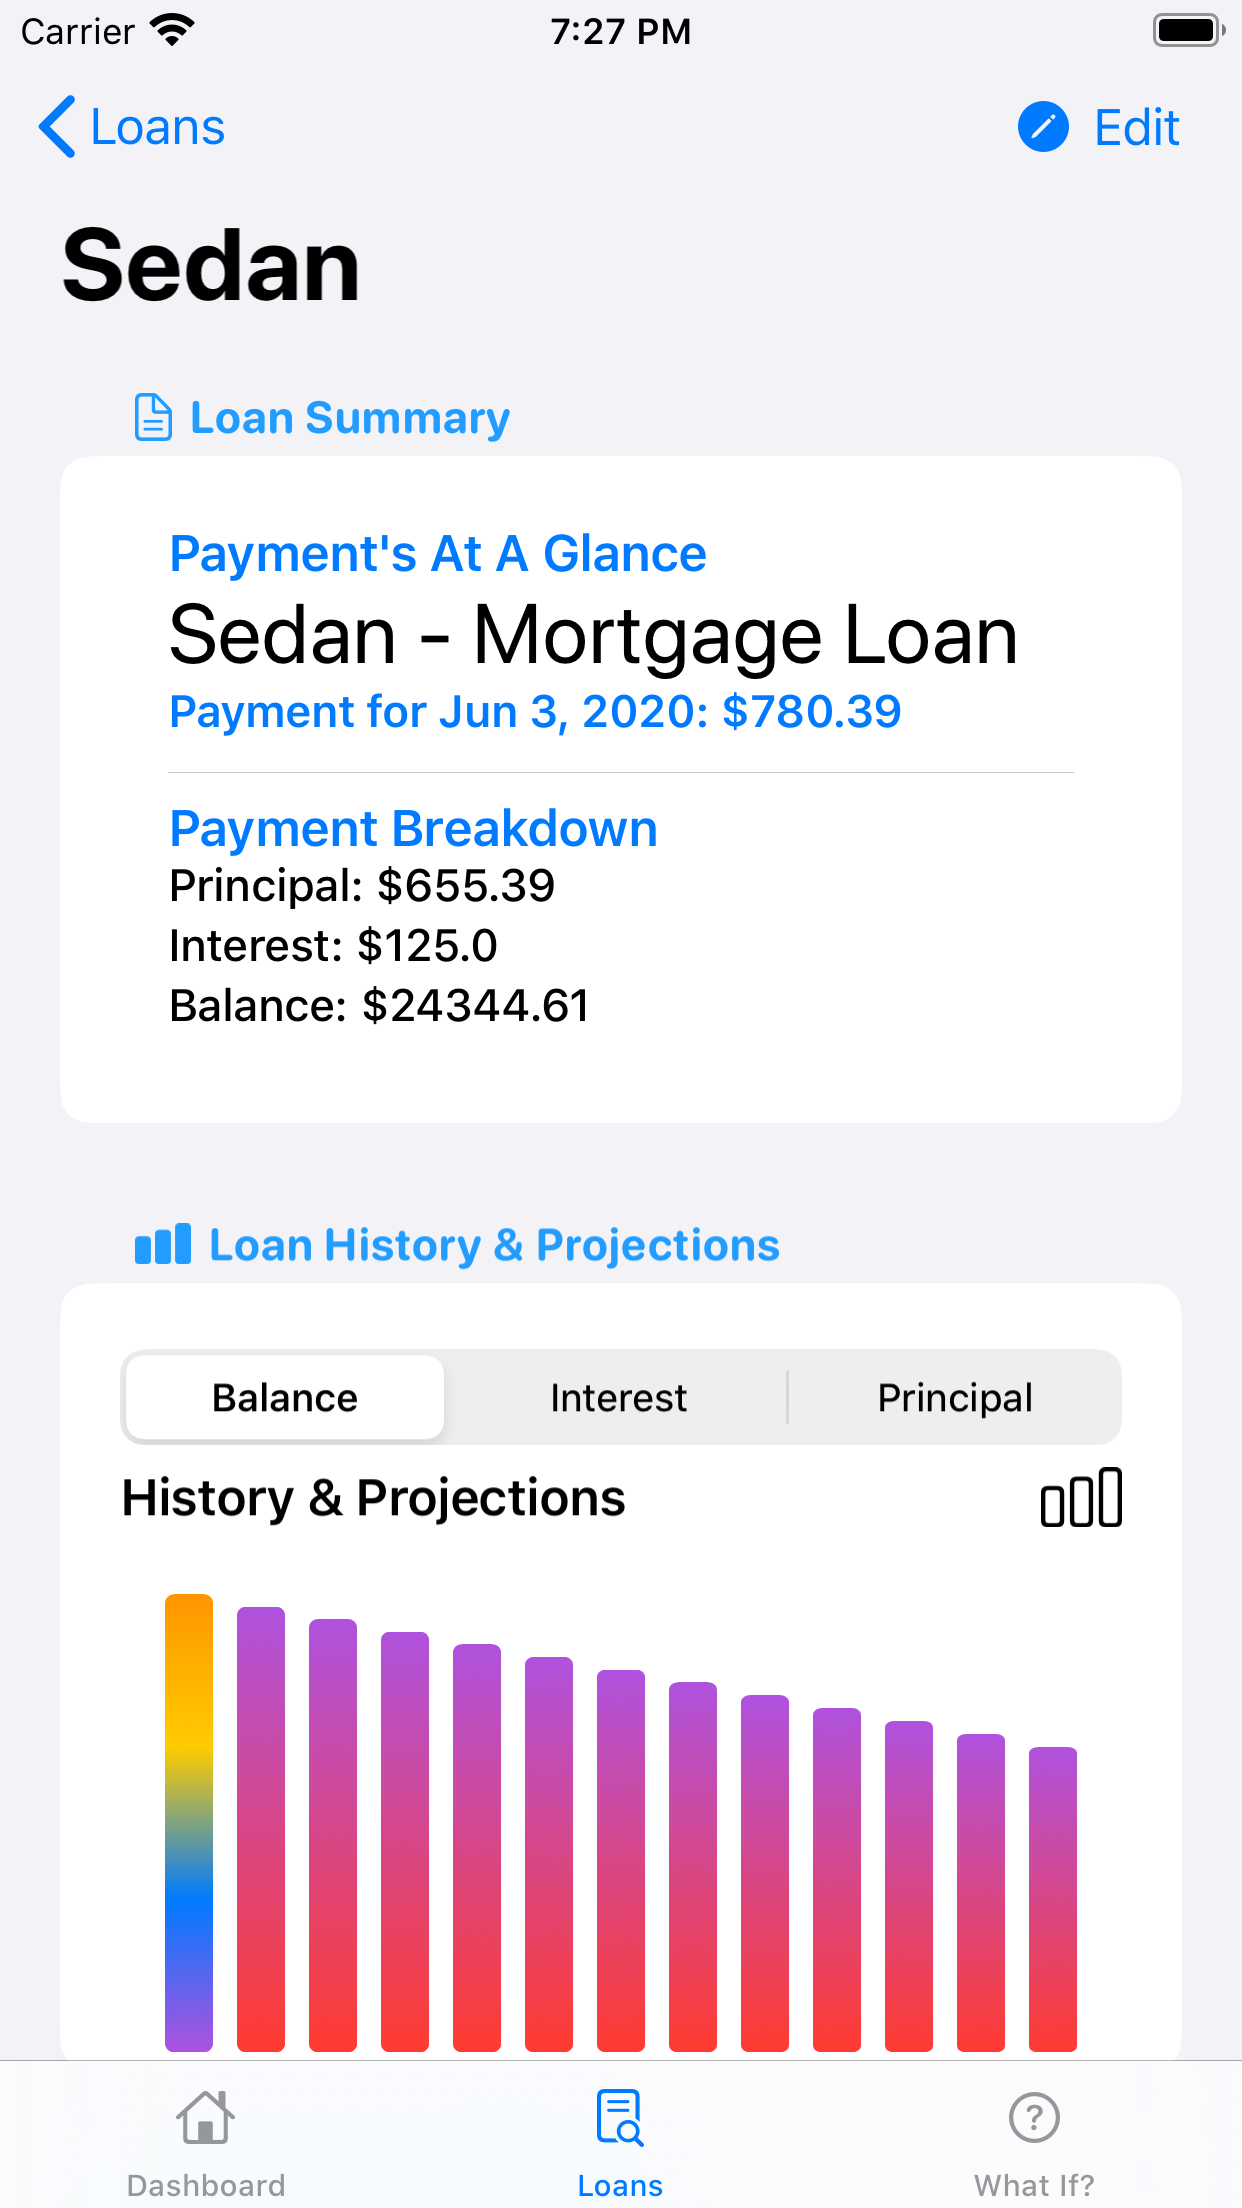 Carrier 7:27 PM
Loans Edit
Sedan
Loan Summary
Payment's At A Glance
Sedan - Mortgage Loan
Payment for Jun 3, 2020: $780.39
Payment Breakdown
Principal: $655.39
Interest: $125.0
Balance: $24344.61
Loan History & Projections
Balance Interest Principal
History & Projections
Dashboard Loans What If?